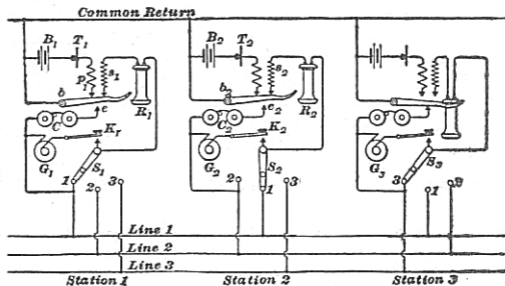 Common Return
B1 T1 B2 T2
p1 s1 s2
b e R1 b2 e2 R2
C K1 C2 K2
G1 S1 G2 S2 G3 S3
1 2 3 2 1 3 3 1 2
Line 1
Line 2
Line 3
Station 1 Station 2 Station 3